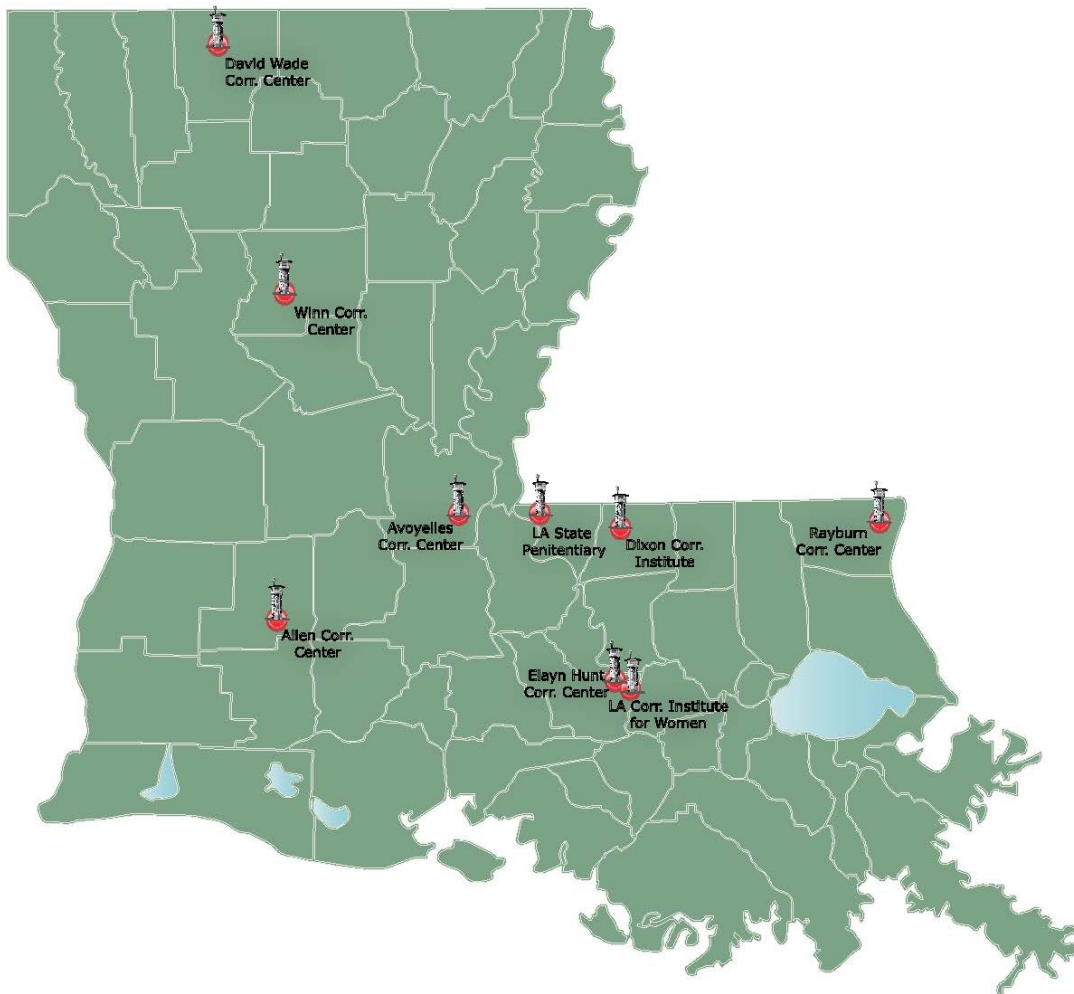 David Wade
Corr. Center
Winn Corr.
Center
Avoyelles
Corr. Center
LA State
Penitentiary
Dixon Corr.
Institute
Rayburn
Corr. Center
Allen Corr.
Center
Elayn Hunt
Corr. Center
LA Corr. Institute
for Women